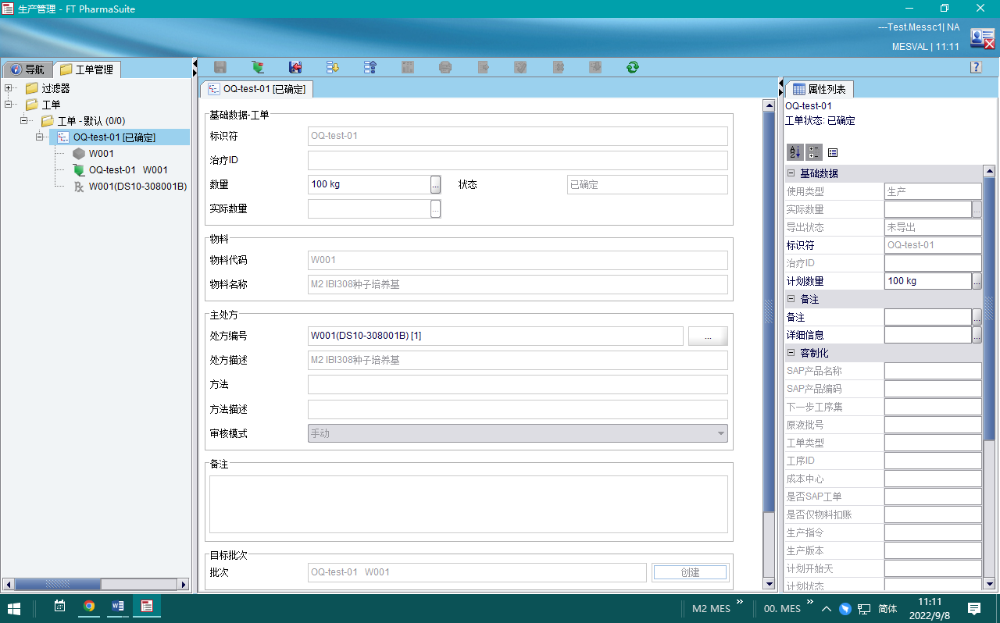 生产管理 - FT PharmaSuite
---Test.Messc1| NA
MESVAL | 11:11
导航
工单管理
过滤器
工单
工单 - 默认 (0/0)
OQ-test-01 [已确定]
W001
OQ-test-01 W001
W001(DS10-308001B)
OQ-test-01 [已确定]
基础数据-工单
标识符 OQ-test-01
治疗ID
数量 100 kg ... 状态 已确定
实际数量 ...
物料
物料代码 W001
物料名称 M2 IBI308种子培养基
主处方
处方编号 W001(DS10-308001B) [1] ...
处方描述 M2 IBI308种子培养基
方法
方法描述
审核模式 手动
备注
目标批次
批次 OQ-test-01 W001 创建
属性列表
OQ-test-01
工单状态: 已确定
基础数据
使用类型 生产
实际数量 ...
导出状态 未导出
标识符 OQ-test-01
治疗ID
计划数量 100 kg ...
备注
备注 ...
详细信息 ...
客制化
SAP产品名称
SAP产品编码
下一步工序集
原液批号
工单类型
工序ID
成本中心
是否SAP工单
是否仅物料扣账
生产指令
生产版本
计划开始天
计划状态
M2 MES
00. MES
简体
11:11
2022/9/8